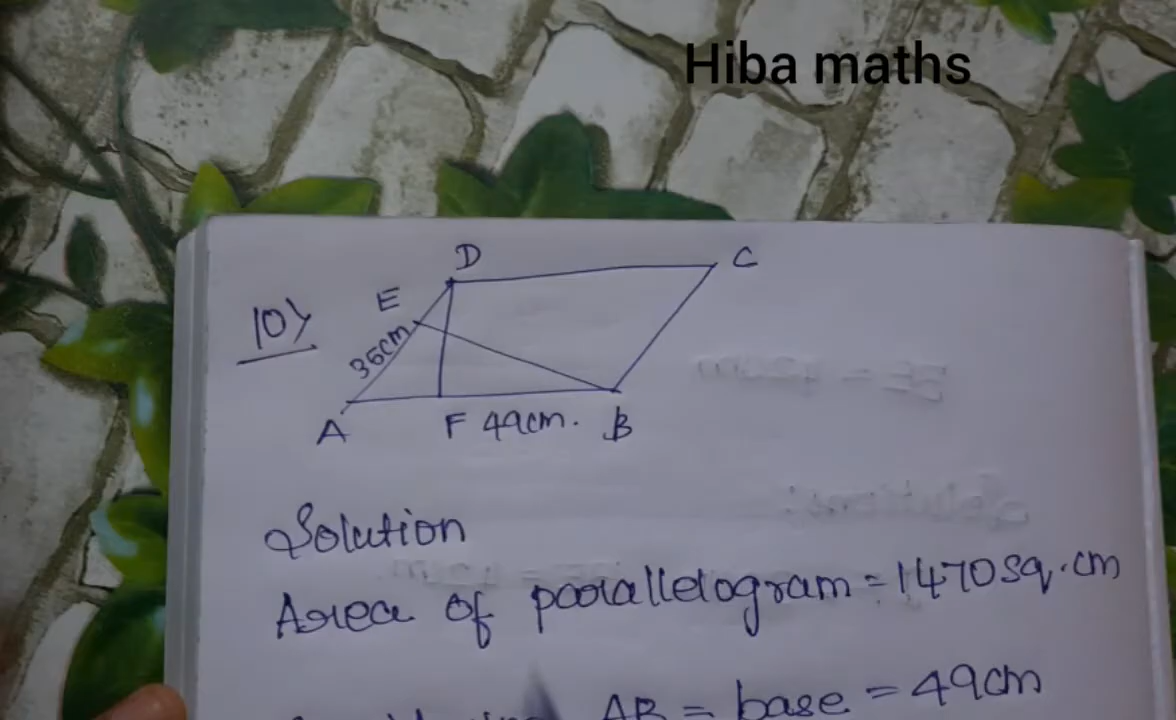 Hiba maths
D
C
E
10)
36cm
A
F 49cm. B
Solution
Area of parallelogram = 1470 sq.cm
AB = base = 49cm